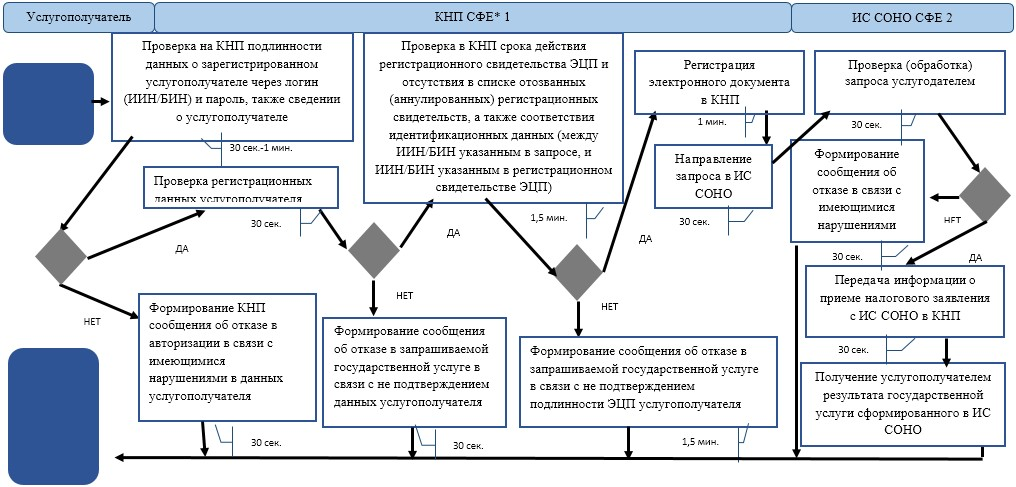 Услугополучатель
КНП СФЕ* 1
ИС СОНО СФЕ 2
Проверка на КНП подлинности
данных о зарегистрированном
услугополучателе через логин
(ИИН/БИН) и пароль, также сведении
о услугополучателе
30 сек.-1 мин.
Проверка регистрационных
данных услугополучателя
30 сек.
ДА
НЕТ
Формирование КНП
сообщения об отказе в
авторизации в связи с
имеющимися
нарушениями в данных
услугополучателя
30 сек.
Проверка в КНП срока действия
регистрационного свидетельства ЭЦП и
отсутствия в списке отозванных
(аннулированных) регистрационных
свидетельств, а также соответствия
идентификационных данных (между
ИИН/БИН указанным в запросе, и
ИИН/БИН указанным в регистрационном
свидетельстве ЭЦП)
1,5 мин.
ДА
НЕТ
Формирование сообщения
об отказе в запрашиваемой
государственной услуге в
связи с не подтверждением
данных услугополучателя
30 сек.
ДА
НЕТ
Формирование сообщения об отказе в
запрашиваемой государственной услуге
в связи с не подтверждением
подлинности ЭЦП услугополучателя
1,5 мин.
Регистрация
электронного документа
в КНП
1 мин.
Направление
запроса в ИС
СОНО
30 сек.
Проверка (обработка)
запроса услугодателем
30 сек.
Формирование
сообщения об
отказе в связи с
имеющимися
нарушениями
30 сек.
НЕТ
ДА
Передача информации о
приеме налогового заявления
с ИС СОНО в КНП
30 сек.
Получение услугополучателем
результата государственной
услуги сформированного в ИС
СОНО